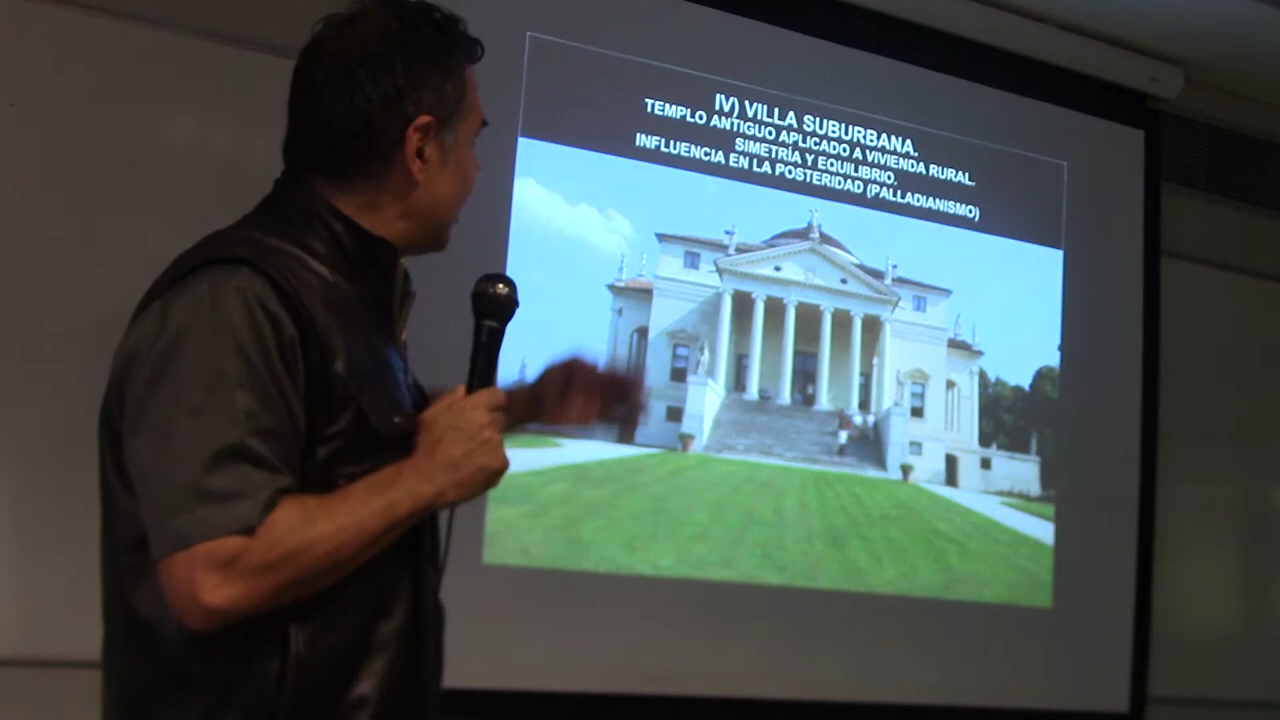 IV) VILLA SUBURBANA.
TEMPLO ANTIGUO APLICADO A VIVIENDA RURAL.
SIMETRÍA Y EQUILIBRIO.
INFLUENCIA EN LA POSTERIDAD (PALLADIANISMO)